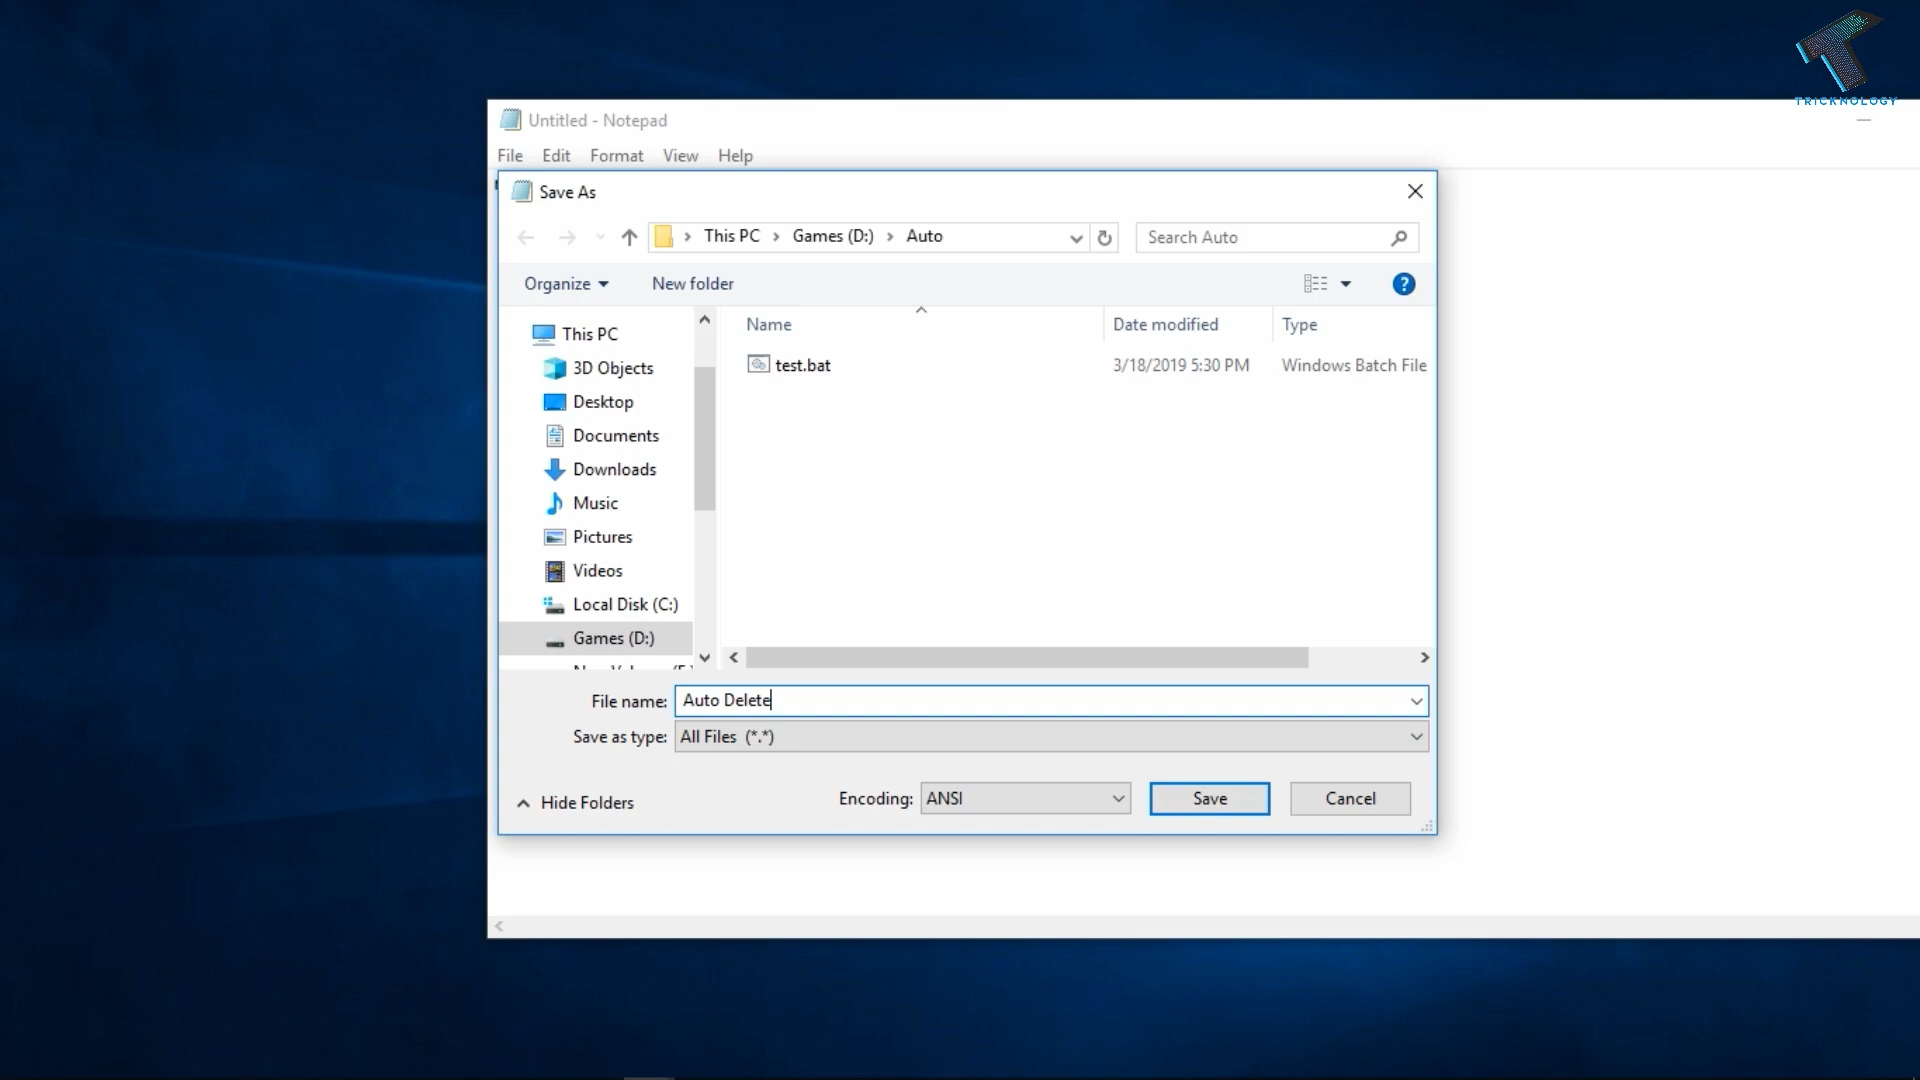 TRICKNOLOGY
Untitled - Notepad
File Edit Format View Help
Save As
This PC > Games (D:) > Auto
Search Auto
Organize New folder
This PC
3D Objects
Desktop
Documents
Downloads
Music
Pictures
Videos
Local Disk (C:)
Games (D:)
Name Date modified Type
test.bat 3/18/2019 5:30 PM Windows Batch File
File name: Auto Delete
Save as type: All Files (*.*)
Hide Folders Encoding: ANSI Save Cancel